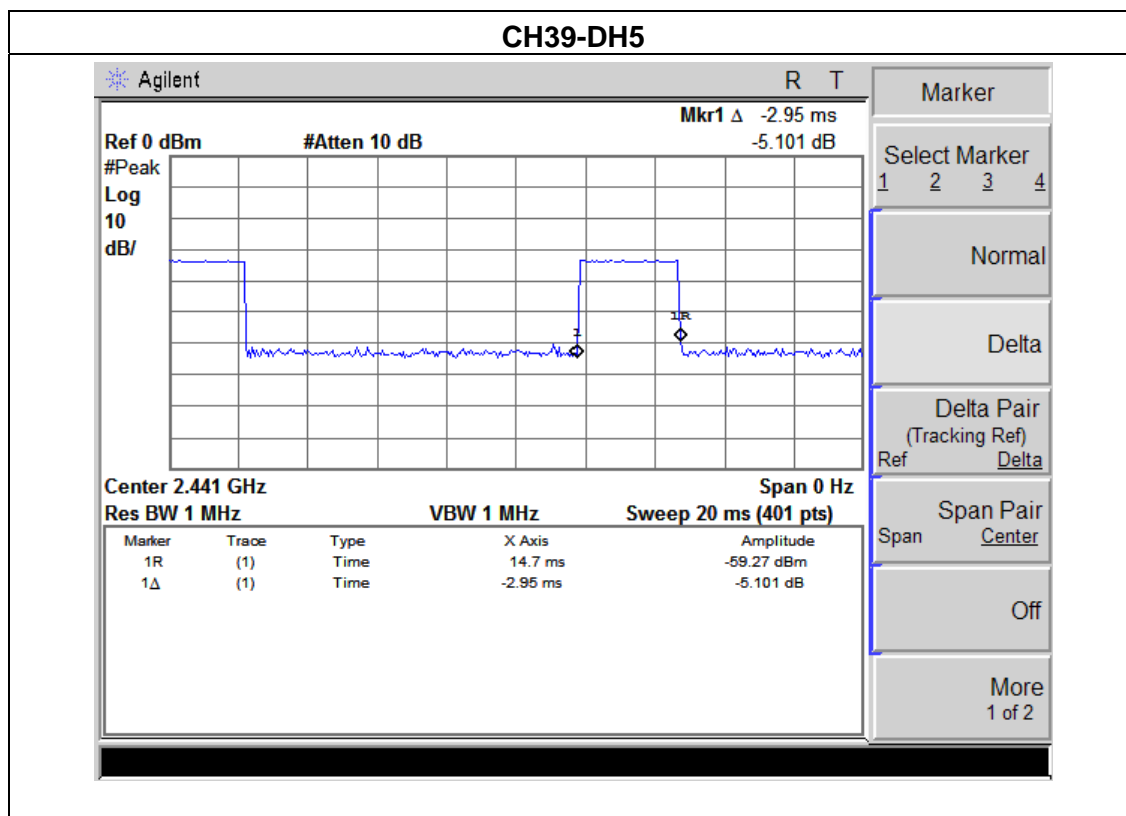 CH39-DH5
Agilent R T
Mkr1 Δ -2.95 ms
Ref 0 dBm #Atten 10 dB -5.101 dB
#Peak
Log
10
dB/
1
1R
Center 2.441 GHz Span 0 Hz
Res BW 1 MHz VBW 1 MHz Sweep 20 ms (401 pts)
Marker Trace Type X Axis Amplitude
1R (1) Time 14.7 ms -59.27 dBm
1Δ (1) Time -2.95 ms -5.101 dB
Marker
Select Marker
1 2 3 4
Normal
Delta
Delta Pair
(Tracking Ref)
Ref Delta
Span Pair
Span Center
Off
More
1 of 2